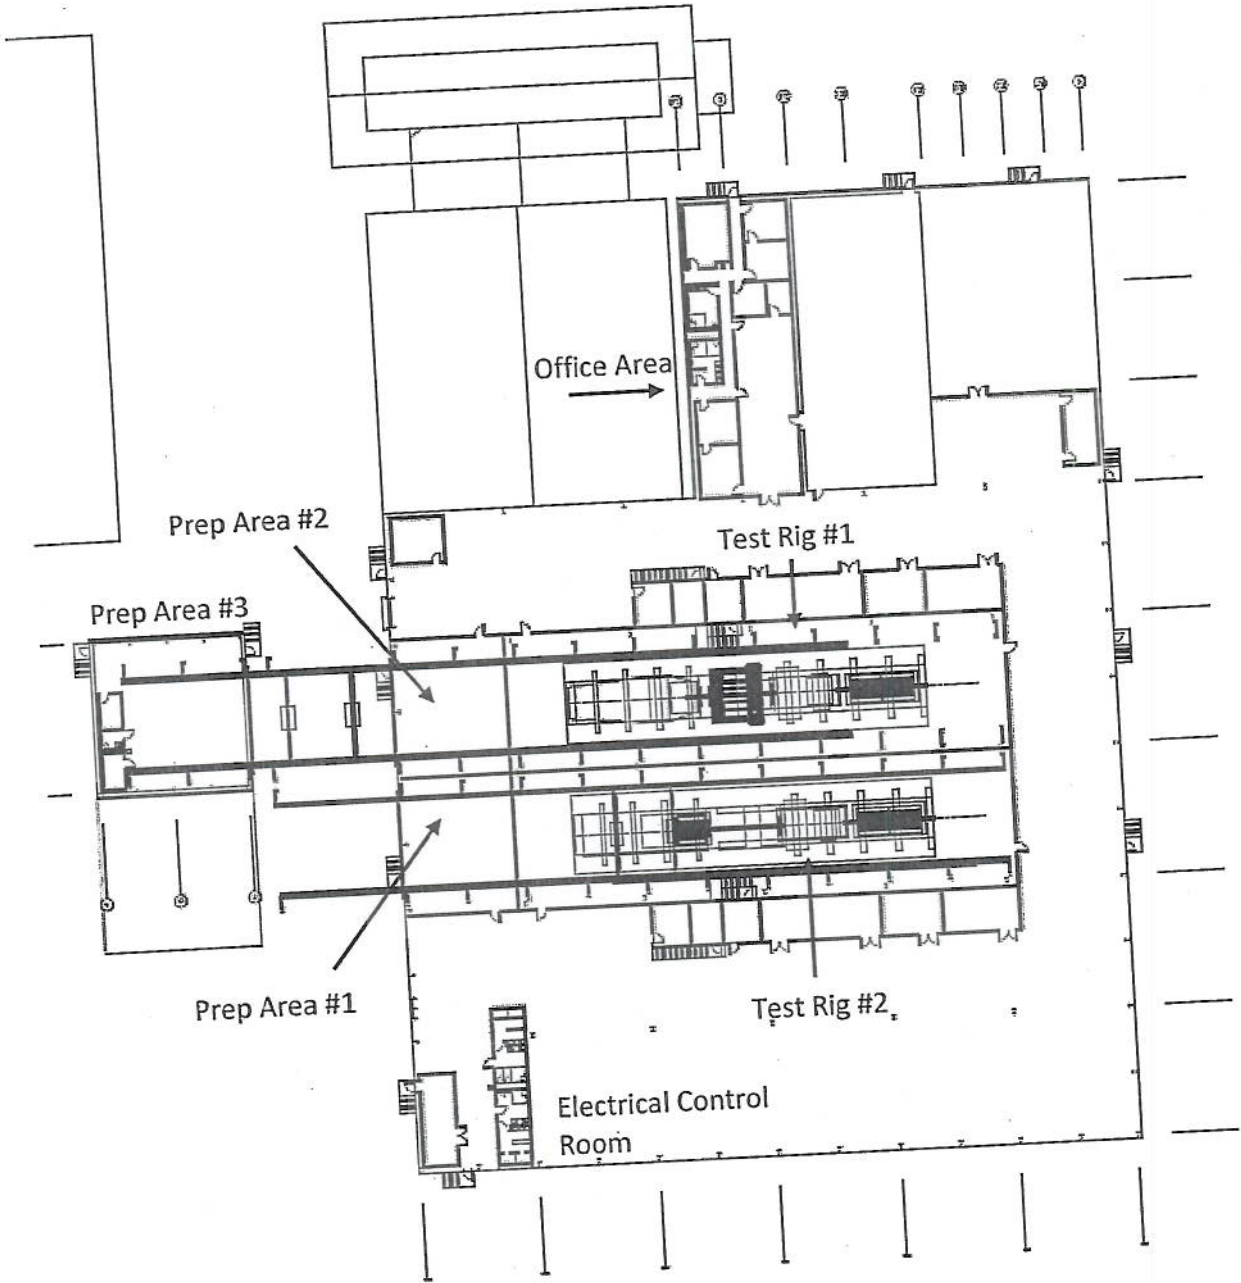 Office Area
Prep Area #2
Test Rig #1
Prep Area #3
Prep Area #1
Test Rig #2
Electrical Control
Room